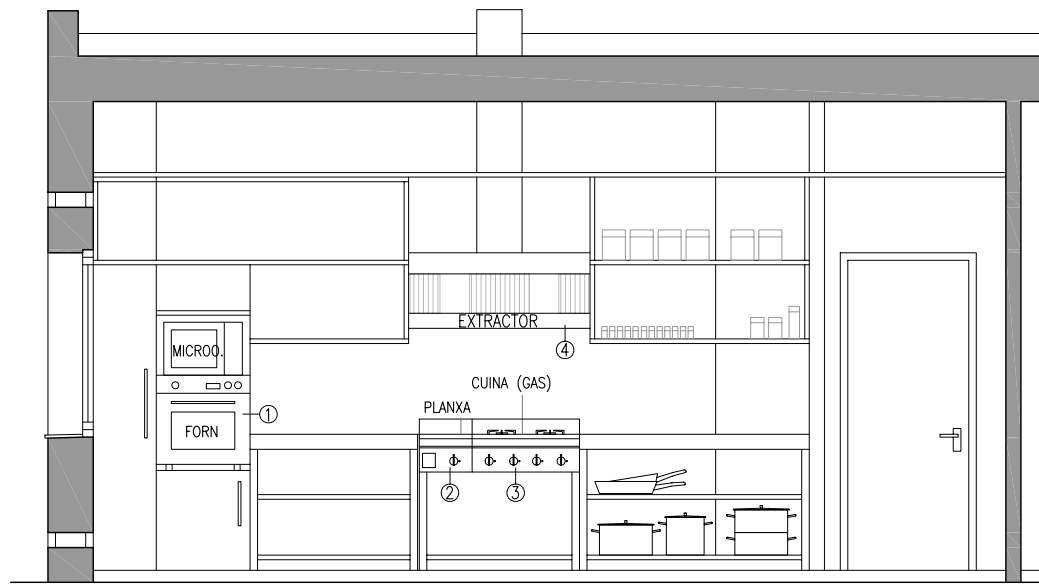 EXTRACTOR
MICROO.
④
CUINA (GAS)
PLANXA
①
FORN
②
③